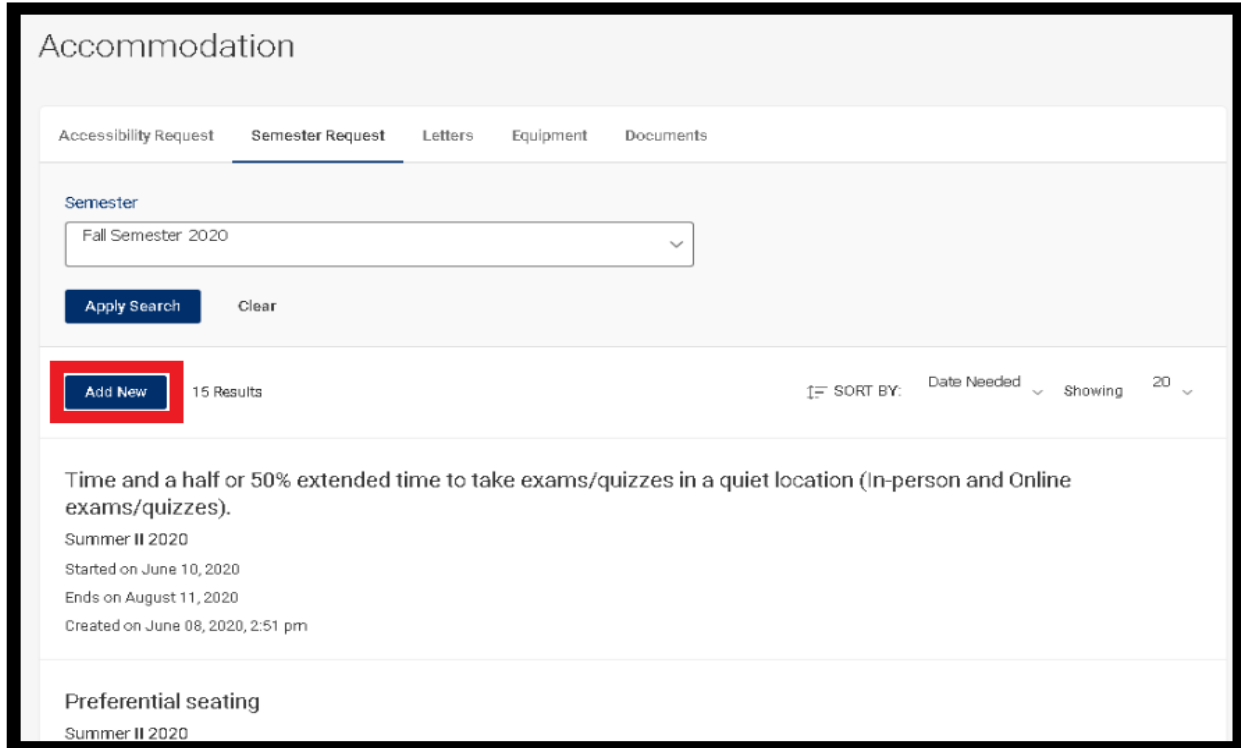 Accommodation
Accessibility Request Semester Request Letters Equipment Documents
Semester
Fall Semester 2020
Apply Search Clear
Add New 15 Results SORT BY: Date Needed Showing 20
Time and a half or 50% extended time to take exams/quizzes in a quiet location (In-person and Online
exams/quizzes).
Summer II 2020
Started on June 10, 2020
Ends on August 11, 2020
Created on June 08, 2020, 2:51 pm
Preferential seating
Summer II 2020